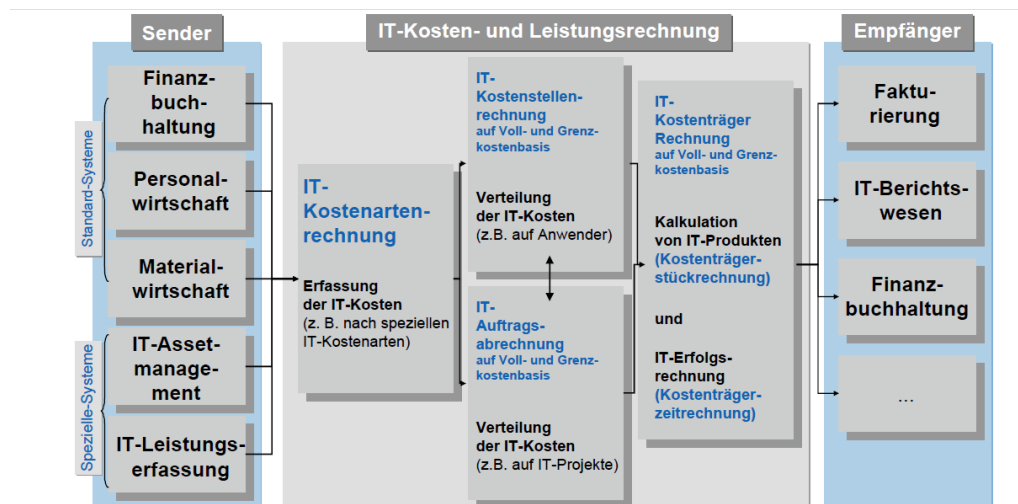 Sender
IT-Kosten- und Leistungsrechnung
Empfänger
Standard-Systeme
Finanz-
buch-
haltung
Personal-
wirtschaft
Material-
wirtschaft
Spezielle-Systeme
IT-Asset-
manage-
ment
IT-Leistungs-
erfassung
IT-
Kostenarten-
rechnung
Erfassung
der IT-Kosten
(z. B. nach speziellen
IT-Kostenarten)
IT-
Kostenstellen-
rechnung
auf Voll- und Grenz-
kostenbasis
Verteilung
der IT-Kosten
(z.B. auf Anwender)
IT-
Auftrags-
abrechnung
auf Voll- und Grenz-
kostenbasis
Verteilung
der IT-Kosten
(z.B. auf IT-Projekte)
IT-
Kostenträger
Rechnung
auf Voll- und Grenz-
kostenbasis
Kalkulation
von IT-Produkten
(Kostenträger-
stückrechnung)
und
IT-Erfolgs-
rechnung
(Kostenträger-
zeitrechnung)
Faktu-
rierung
IT-Berichts-
wesen
Finanz-
buchhaltung
...